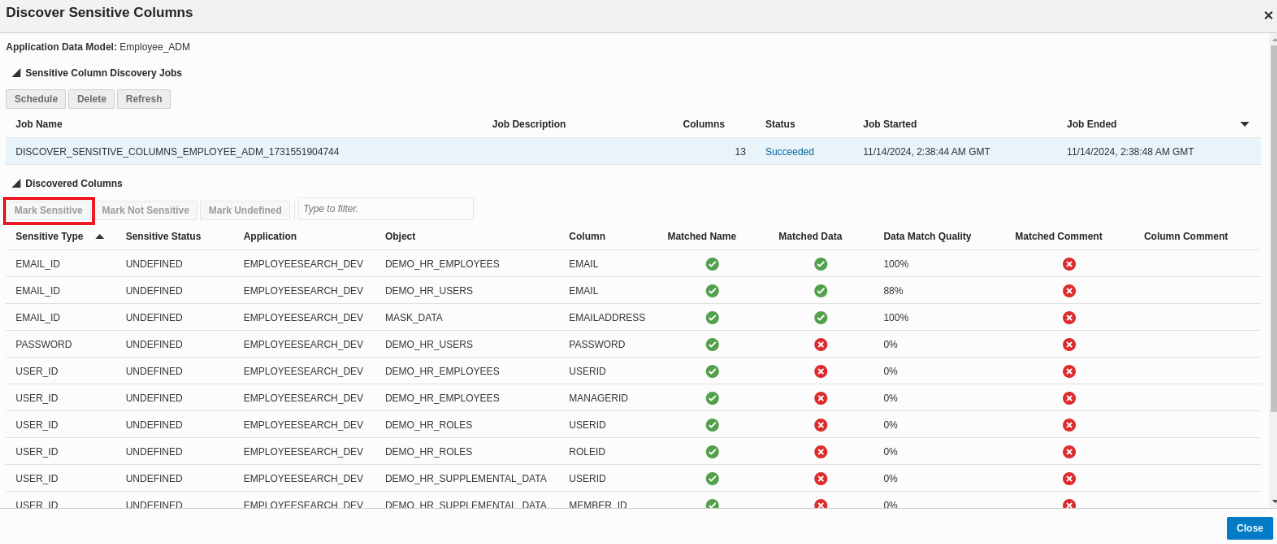 Discover Sensitive Columns
Application Data Model: Employee_ADM
Sensitive Column Discovery Jobs
Schedule Delete Refresh
Job Name Job Description Columns Status Job Started Job Ended
DISCOVER_SENSITIVE_COLUMNS_EMPLOYEE_ADM_1731551904744 13 Succeeded 11/14/2024, 2:38:44 AM GMT 11/14/2024, 2:38:48 AM GMT
Discovered Columns
Mark Sensitive Mark Not Sensitive Mark Undefined Type to filter.
Sensitive Type Sensitive Status Application Object Column Matched Name Matched Data Data Match Quality Matched Comment Column Comment
EMAIL_ID UNDEFINED EMPLOYEESEARCH_DEV DEMO_HR_EMPLOYEES EMAIL 100%
EMAIL_ID UNDEFINED EMPLOYEESEARCH_DEV DEMO_HR_USERS EMAIL 88%
EMAIL_ID UNDEFINED EMPLOYEESEARCH_DEV MASK_DATA EMAILADDRESS 100%
PASSWORD UNDEFINED EMPLOYEESEARCH_DEV DEMO_HR_USERS PASSWORD 0%
USER_ID UNDEFINED EMPLOYEESEARCH_DEV DEMO_HR_EMPLOYEES USERID 0%
USER_ID UNDEFINED EMPLOYEESEARCH_DEV DEMO_HR_EMPLOYEES MANAGERID 0%
USER_ID UNDEFINED EMPLOYEESEARCH_DEV DEMO_HR_ROLES USERID 0%
USER_ID UNDEFINED EMPLOYEESEARCH_DEV DEMO_HR_ROLES ROLEID 0%
USER_ID UNDEFINED EMPLOYEESEARCH_DEV DEMO_HR_SUPPLEMENTAL_DATA USERID 0%
USER_ID UNDEFINED EMPLOYEESEARCH_DEV DEMO_HR_SUPPLEMENTAL_DATA MEMBER_ID 0%
Close